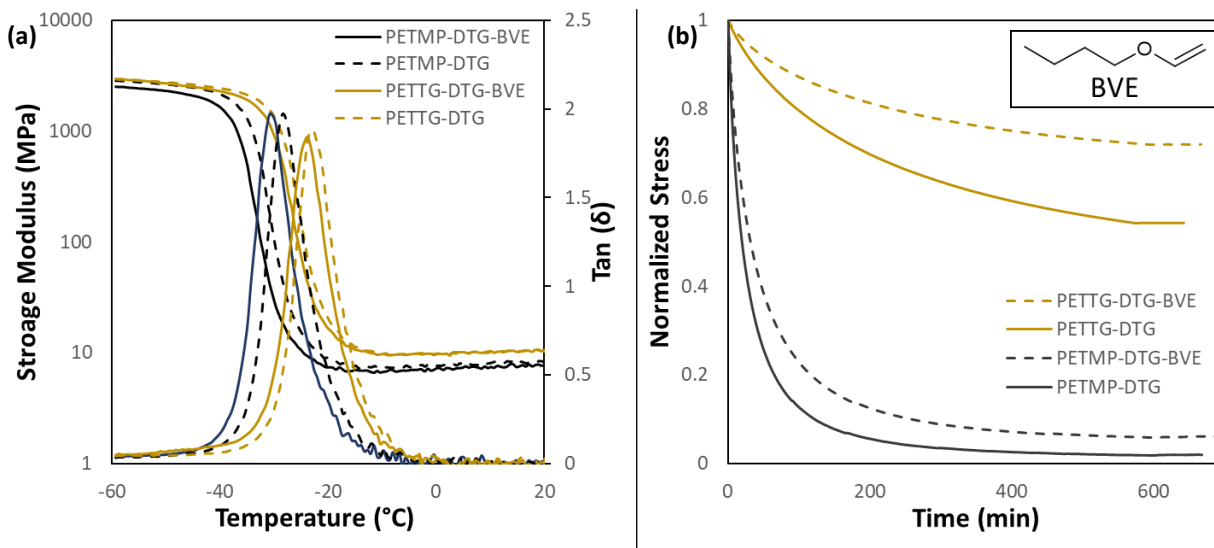 (a)
10000
1000
100
10
1
Stroage Modulus (MPa)
PETMP-DTG-BVE
PETMP-DTG
PETTG-DTG-BVE
PETTG-DTG
2.5
2
1.5
1
0.5
0
Tan (δ)
-60
-40
-20
0
20
Temperature (°C)
(b)
1
0.8
0.6
0.4
0.2
0
Normalized Stress
O
BVE
PETTG-DTG-BVE
PETTG-DTG
PETMP-DTG-BVE
PETMP-DTG
0
200
400
600
Time (min)